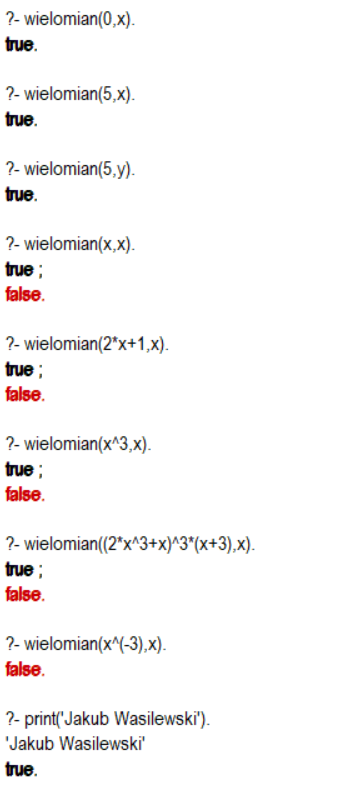 ?- wielomian(0,x).
true.
?- wielomian(5,x).
true.
?- wielomian(5,y).
true.
?- wielomian(x,x).
true ;
false.
?- wielomian(2*x+1,x).
true ;
false.
?- wielomian(x^3,x).
true ;
false.
?- wielomian((2*x^3+x)^3*(x+3),x).
true ;
false.
?- wielomian(x^(-3),x).
false.
?- print('Jakub Wasilewski').
'Jakub Wasilewski'
true.